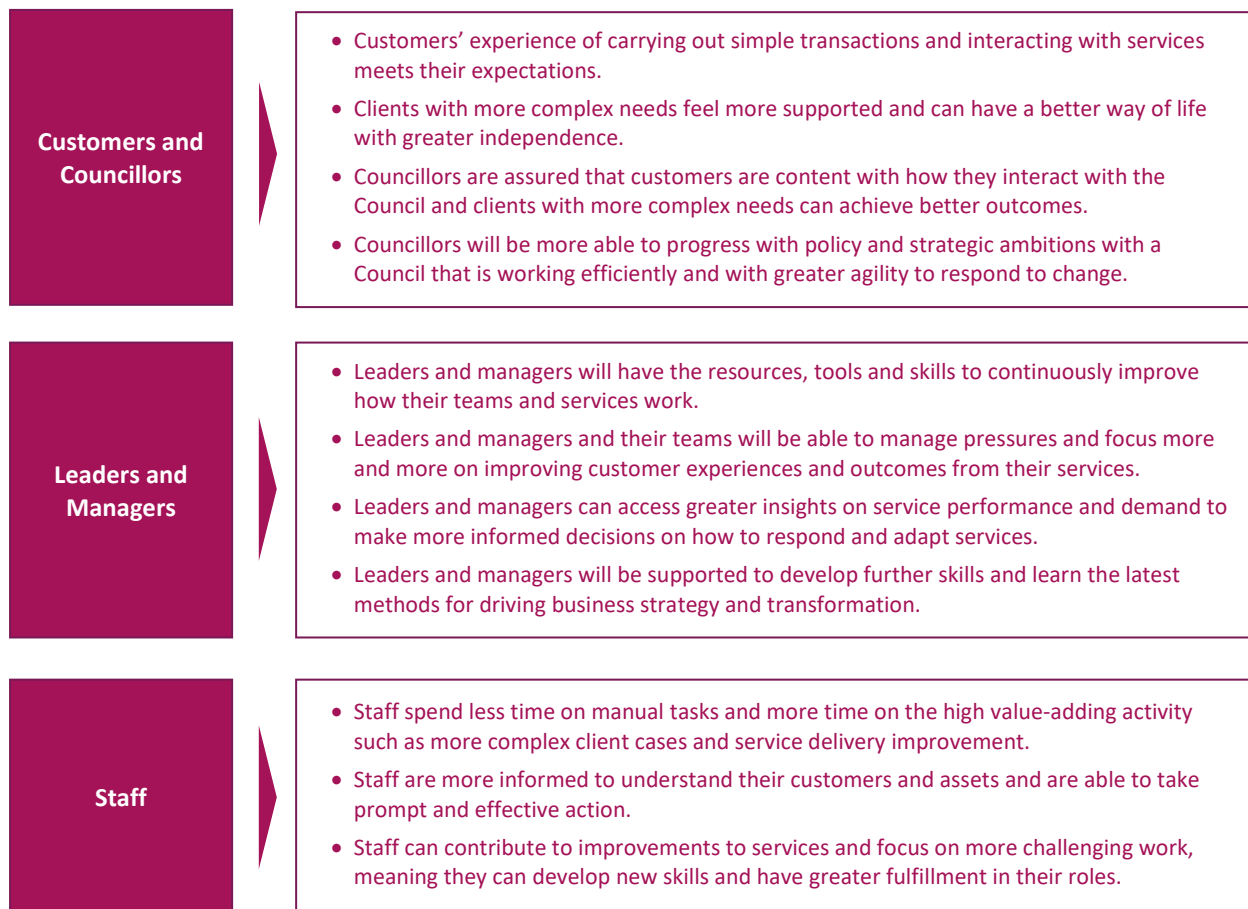 Customers and
Councillors
• Customers’ experience of carrying out simple transactions and interacting with services
meets their expectations.
• Clients with more complex needs feel more supported and can have a better way of life
with greater independence.
• Councillors are assured that customers are content with how they interact with the
Council and clients with more complex needs can achieve better outcomes.
• Councillors will be more able to progress with policy and strategic ambitions with a
Council that is working efficiently and with greater agility to respond to change.
Leaders and
Managers
• Leaders and managers will have the resources, tools and skills to continuously improve
how their teams and services work.
• Leaders and managers and their teams will be able to manage pressures and focus more
and more on improving customer experiences and outcomes from their services.
• Leaders and managers can access greater insights on service performance and demand to
make more informed decisions on how to respond and adapt services.
• Leaders and managers will be supported to develop further skills and learn the latest
methods for driving business strategy and transformation.
Staff
• Staff spend less time on manual tasks and more time on the high value-adding activity
such as more complex client cases and service delivery improvement.
• Staff are more informed to understand their customers and assets and are able to take
prompt and effective action.
• Staff can contribute to improvements to services and focus on more challenging work,
meaning they can develop new skills and have greater fulfillment in their roles.